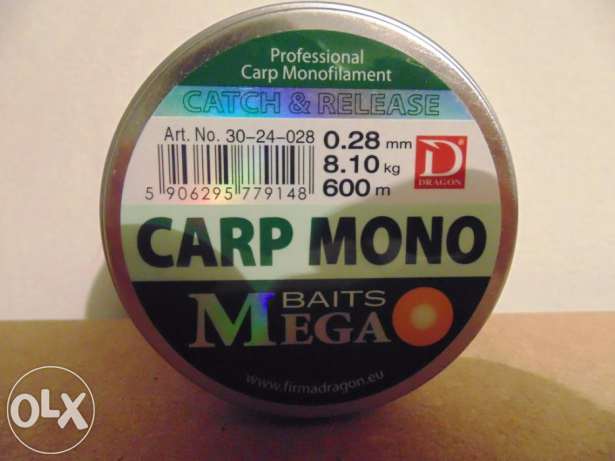 Professional
Carp Monofilament
CATCH & RELEASE
Art. No. 30-24-028
0.28 mm
8.10 kg
600 m
5 906295 779148
D
DRAGON
CARP MONO
BAITS
MEGA
www.firmadragon.eu
OLX